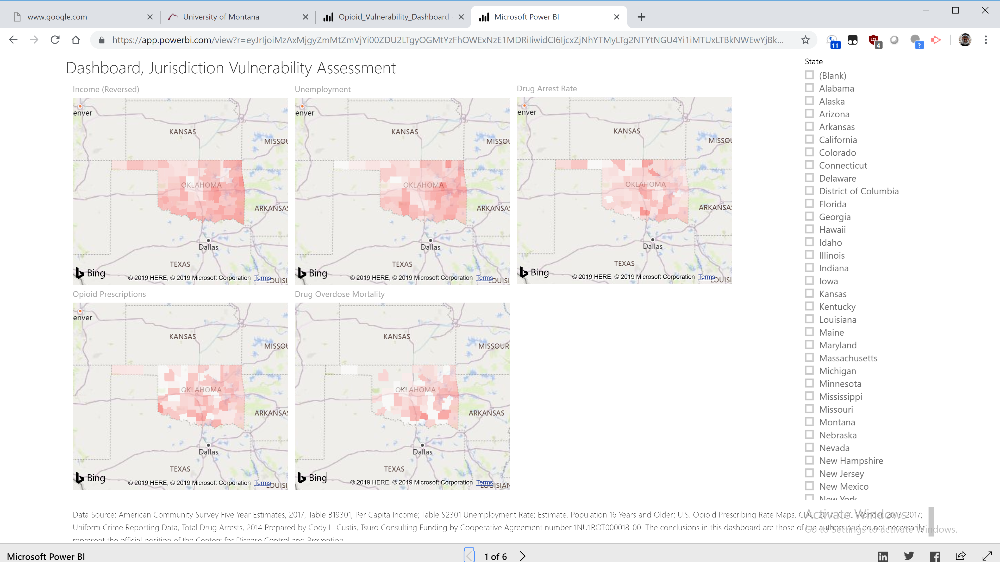 www.google.com
University of Montana
Opioid_Vulnerability_Dashboard
Microsoft Power BI
https://app.powerbi.com/view?r=eyJrIjoiMzAxMjgyZmMtZmVjYi00ZDU2LTgyOGMtYzFhOWExNzE1MDRiIiwidCI6IjcxZjNhYTMyLTg2NTYtNGU4Yi1iMTUxLTBkNWEwYjBk...
11
4
?
Dashboard, Jurisdiction Vulnerability Assessment
Income (Reversed)
enver
KANSAS
MISSOU
OKLAHOMA
ARKANSAS
Dallas
TEXAS
Bing
© 2019 HERE, © 2019 Microsoft Corporation Terms
LOUISI
Unemployment
enver
KANSAS
MISSOU
OKLAHOMA
ARKANSAS
Dallas
TEXAS
Bing
© 2019 HERE, © 2019 Microsoft Corporation Terms
OUISI
Drug Arrest Rate
enver
KANSAS
MISSOU
OKLAHOMA
ARKANSAS
Dallas
TEXAS
Bing
© 2019 HERE, © 2019 Microsoft Corporation Terms
LOUISI
Opioid Prescriptions
enver
KANSAS
MISSOU
OKLAHOMA
ARKANSAS
Dallas
TEXAS
Bing
© 2019 HERE, © 2019 Microsoft Corporation Terms
OUISI
Drug Overdose Mortality
KANSAS
MISSOURI
OKLAHOMA
ARKANSAS
Dallas
TEXAS
Bing
© 2019 HERE, © 2019 Microsoft Corporation Terms
LOUISIAN
State
(Blank)
Alabama
Alaska
Arizona
Arkansas
California
Colorado
Connecticut
Delaware
District of Columbia
Florida
Georgia
Hawaii
Idaho
Illinois
Indiana
Iowa
Kansas
Kentucky
Louisiana
Maine
Maryland
Massachusetts
Michigan
Minnesota
Mississippi
Missouri
Montana
Nebraska
Nevada
New Hampshire
New Jersey
New Mexico
New York
Data Source: American Community Survey Five Year Estimates, 2017, Table B19301, Per Capita Income; Table S2301 Unemployment Rate; Estimate, Population 16 Years and Older; U.S. Opioid Prescribing Rate Maps, CDC, 2017; CDC Wonder, 2013-2017;
Uniform Crime Reporting Data, Total Drug Arrests, 2014 Prepared by Cody L. Custis, Tsuro Consulting Funding by Cooperative Agreement number 1NU1ROT000018-00. The conclusions in this dashboard are those of the authors and do not necessarily
represent the official position of the Centers for Disease Control and Prevention
Activate Windows
Go to Settings to activate Windows.
Microsoft Power BI
1 of 6